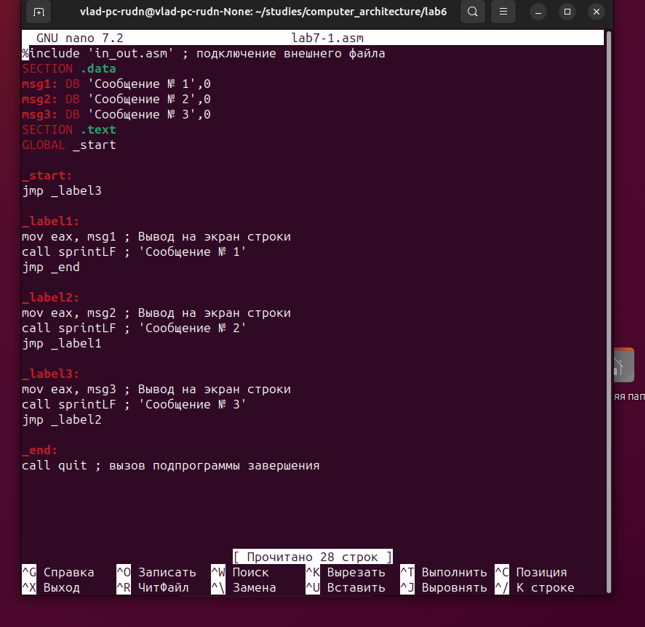 vlad-pc-rudn@vlad-pc-rudn-None: ~/studies/computer_architecture/lab6
GNU nano 7.2 lab7-1.asm
%include 'in_out.asm' ; подключение внешнего файла
SECTION .data
msg1: DB 'Сообщение № 1',0
msg2: DB 'Сообщение № 2',0
msg3: DB 'Сообщение № 3',0
SECTION .text
GLOBAL _start
_start:
jmp _label3
_label1:
mov eax, msg1 ; Вывод на экран строки
call sprintLF ; 'Сообщение № 1'
jmp _end
_label2:
mov eax, msg2 ; Вывод на экран строки
call sprintLF ; 'Сообщение № 2'
jmp _label1
_label3:
mov eax, msg3 ; Вывод на экран строки
call sprintLF ; 'Сообщение № 3'
jmp _label2
_end:
call quit ; вызов подпрограммы завершения
[ Прочитано 28 строк ]
^G Справка ^O Записать ^W Поиск ^K Вырезать ^T Выполнить ^C Позиция
^X Выход ^R ЧитФайл ^\ Замена ^U Вставить ^J Выровнять ^/ К строке